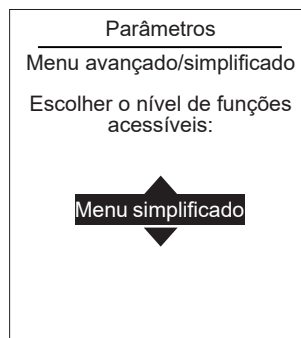 Parâmetros
Menu avançado/simplificado
Escolher o nível de funções
acessíveis:
Menu simplificado